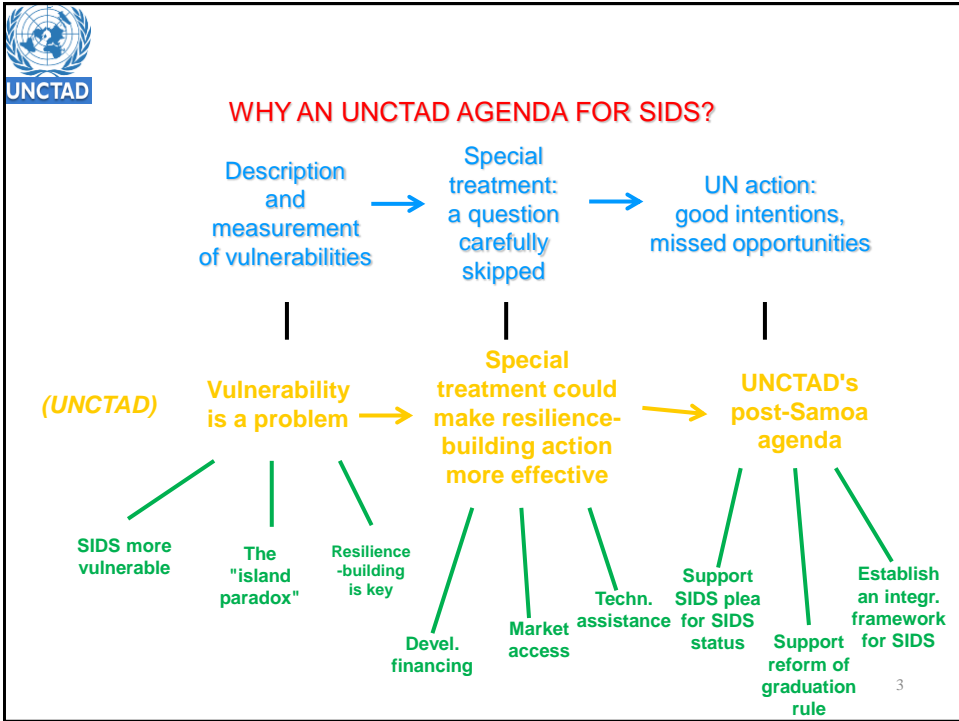 UNCTAD
WHY AN UNCTAD AGENDA FOR SIDS?
Description
and
measurement
of vulnerabilities
Special
treatment:
a question
carefully
skipped
UN action:
good intentions,
missed opportunities
(UNCTAD)
Vulnerability
is a problem
Special
treatment could
make resilience-
building action
more effective
UNCTAD's
post-Samoa
agenda
SIDS more
vulnerable
The
"island
paradox"
Resilience
-building
is key
Devel.
financing
Market
access
Techn.
assistance
Support
SIDS plea
for SIDS
status
Support
reform of
graduation
rule
Establish
an integr.
framework
for SIDS
3